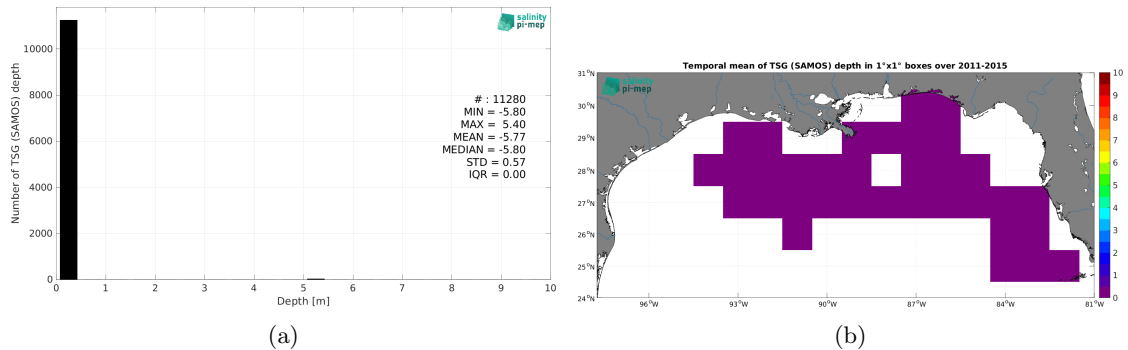 salinity
pi-mep
Number of TSG (SAMOS) depth
10000
8000
6000
4000
2000
0
# : 11280
MIN = -5.80
MAX = 5.40
MEAN = -5.77
MEDIAN = -5.80
STD = 0.57
IQR = 0.00
0 1 2 3 4 5 6 7 8 9 10
Depth [m]
(a)
Temporal mean of TSG (SAMOS) depth in 1°x1° boxes over 2011-2015
salinity
pi-mep
31°N
30°N
29°N
28°N
27°N
26°N
25°N
24°N
96°W 93°W 90°W 87°W 84°W 81°W
10
9
8
7
6
5
4
3
2
1
0
(b)